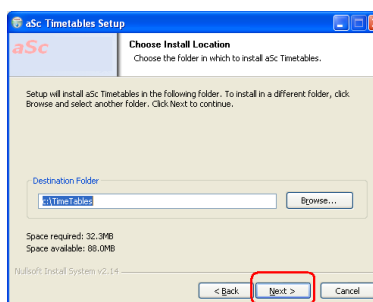 aSc Timetables Setup
aSc
Choose Install Location
Choose the folder in which to install aSc Timetables.
Setup will install aSc Timetables in the following folder. To install in a different folder, click
Browse and select another folder. Click Next to continue.
Destination Folder
c:\TimeTables
Browse...
Space required: 32.3MB
Space available: 88.0MB
Nullsoft Install System v2.14
< Back
Next >
Cancel